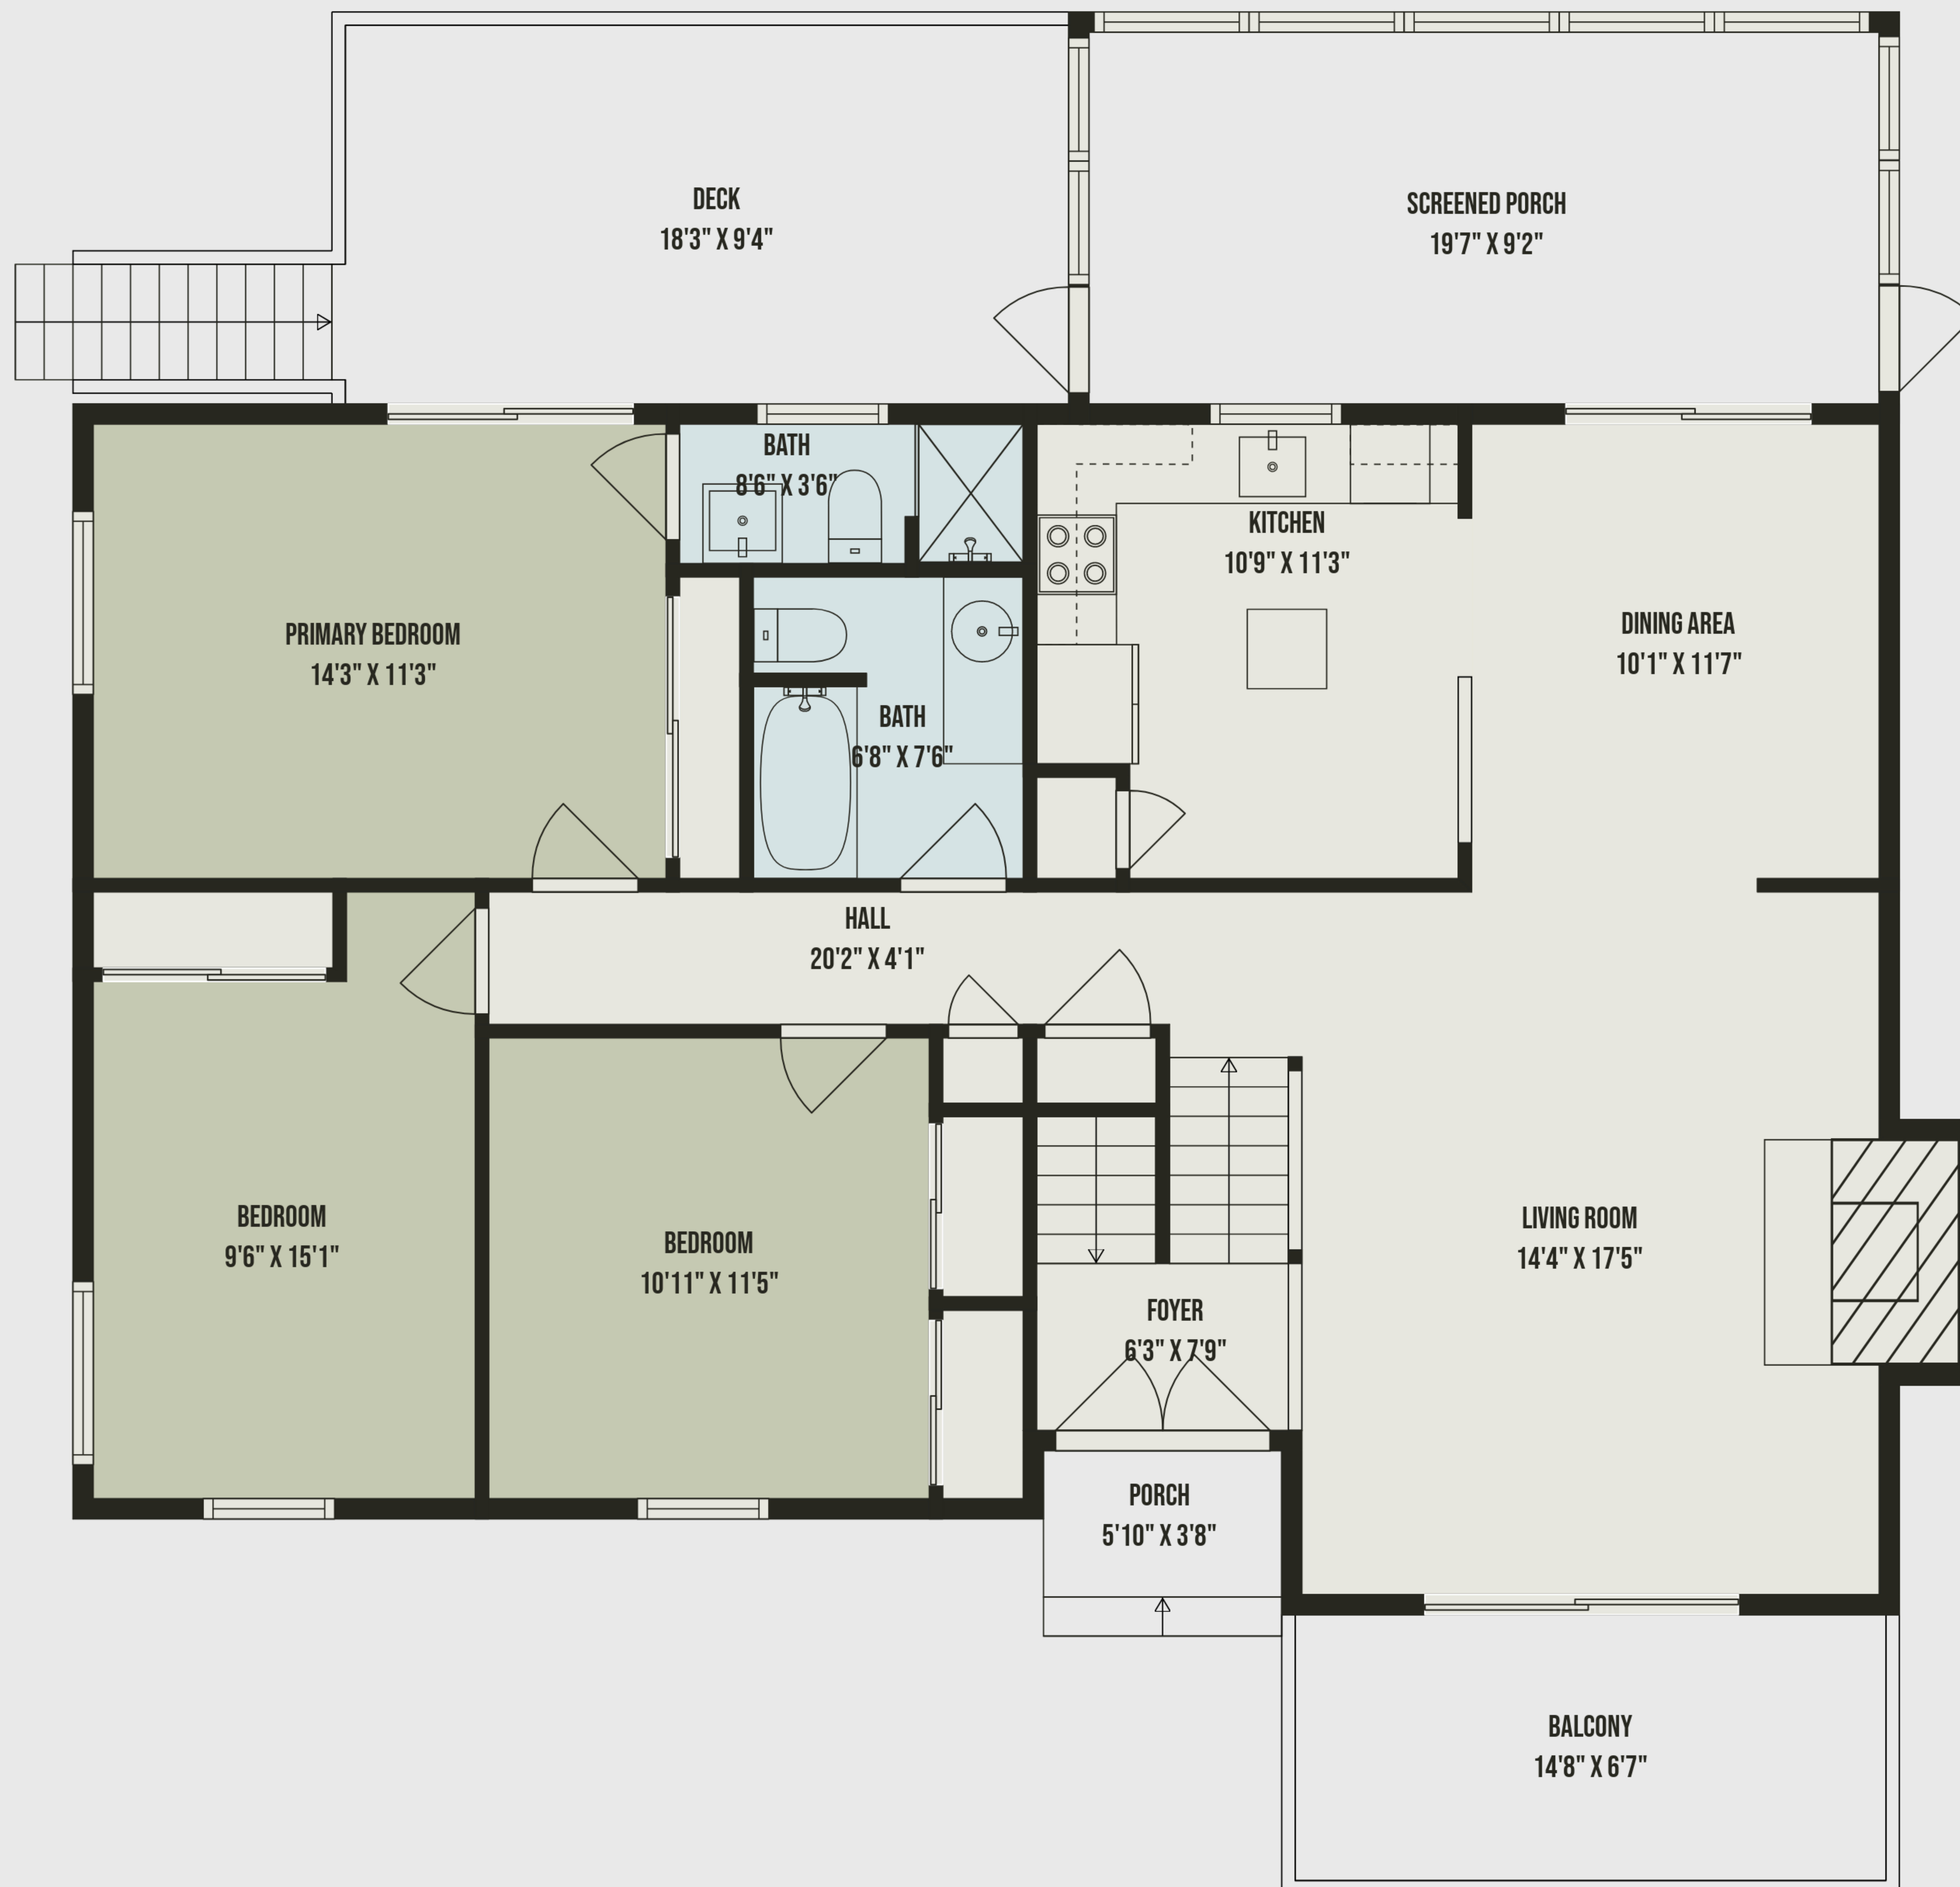 DECK
18'3" X 9'4"
SCREENED PORCH
19'7" X 9'2"
BATH
8'6" X 3'6"
KITCHEN
10'9" X 11'3"
PRIMARY BEDROOM
14'3" X 11'3"
DINING AREA
10'1" X 11'7"
BATH
6'8" X 7'6"
HALL
20'2" X 4'1"
BEDROOM
9'6" X 15'1"
BEDROOM
10'11" X 11'5"
LIVING ROOM
14'4" X 17'5"
FOYER
6'3" X 7'9"
PORCH
5'10" X 3'8"
BALCONY
14'8" X 6'7"